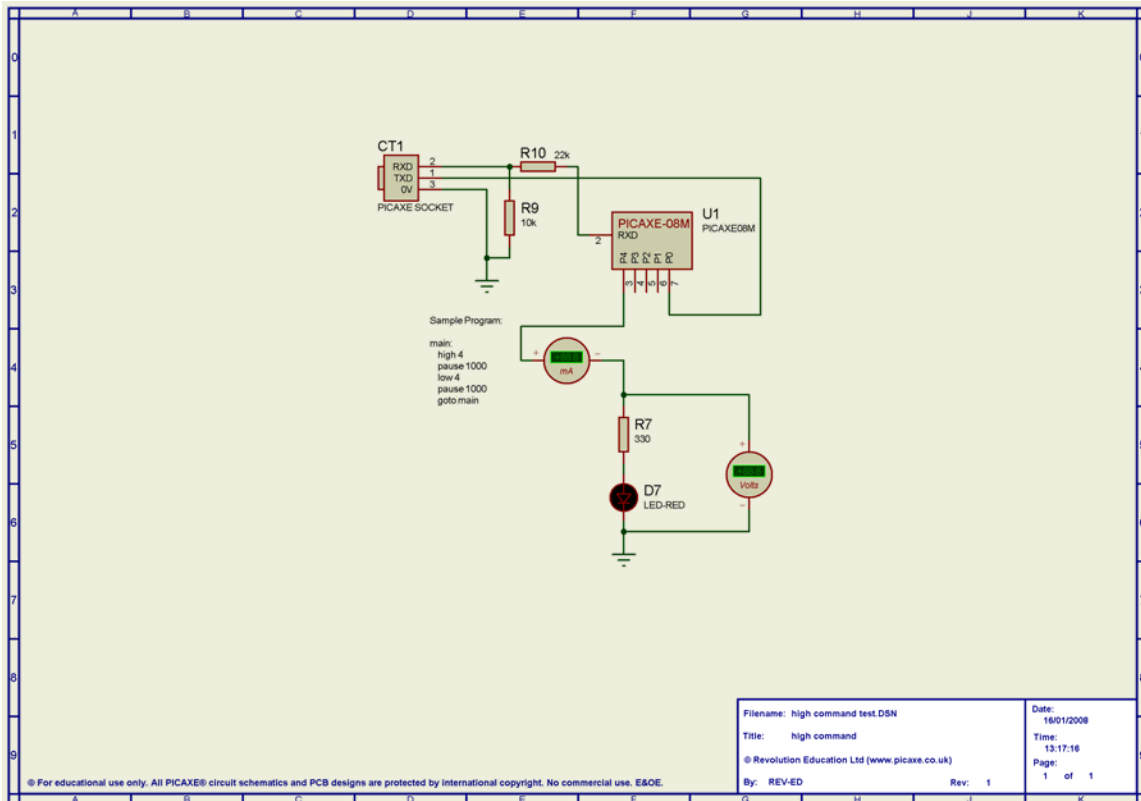 A B C D E F G H J K
0
1
2
3
4
5
6
7
8
9
CT1
RXD 2
TXD 1
0V 3
PICAXE SOCKET
R10 22k
R9
10k
PICAXE-08M
2 RXD
P4 P3 P2 P1 P0
3 4 5 6 7
U1
PICAXE08M
Sample Program:
main:
high 4
pause 1000
low 4
pause 1000
goto main
+ −
mA
R7
330
D7
LED-RED
+
Volts
−
Filename: high command test.DSN
Title: high command
© Revolution Education Ltd (www.picaxe.co.uk)
By: REV-ED Rev: 1
Date:
16/01/2008
Time:
13:17:16
Page:
1 of 1
© For educational use only. All PICAXE® circuit schematics and PCB designs are protected by international copyright. No commercial use. E&OE.
A B C D E F G H J K